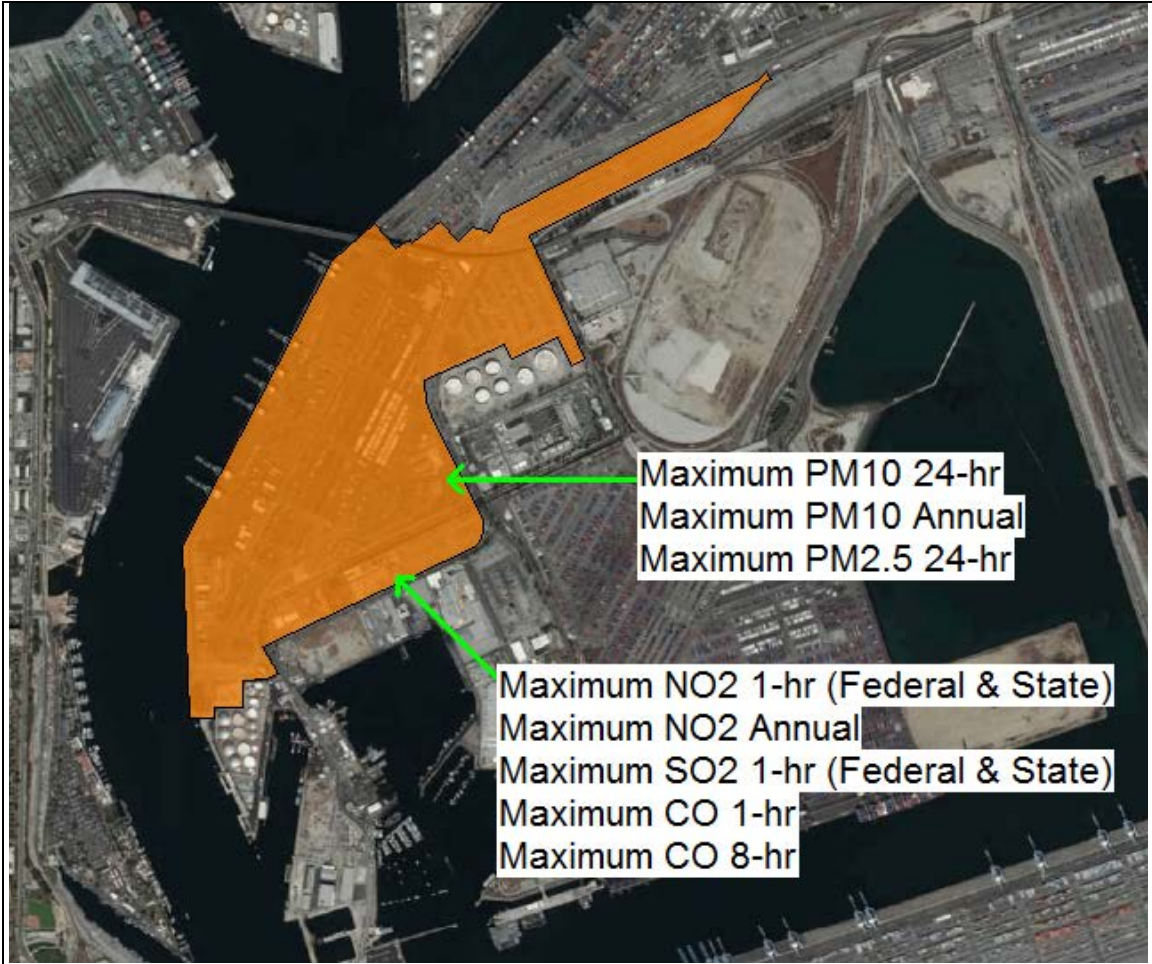 Maximum PM10 24-hr
Maximum PM10 Annual
Maximum PM2.5 24-hr
Maximum NO2 1-hr (Federal & State)
Maximum NO2 Annual
Maximum SO2 1-hr (Federal & State)
Maximum CO 1-hr
Maximum CO 8-hr